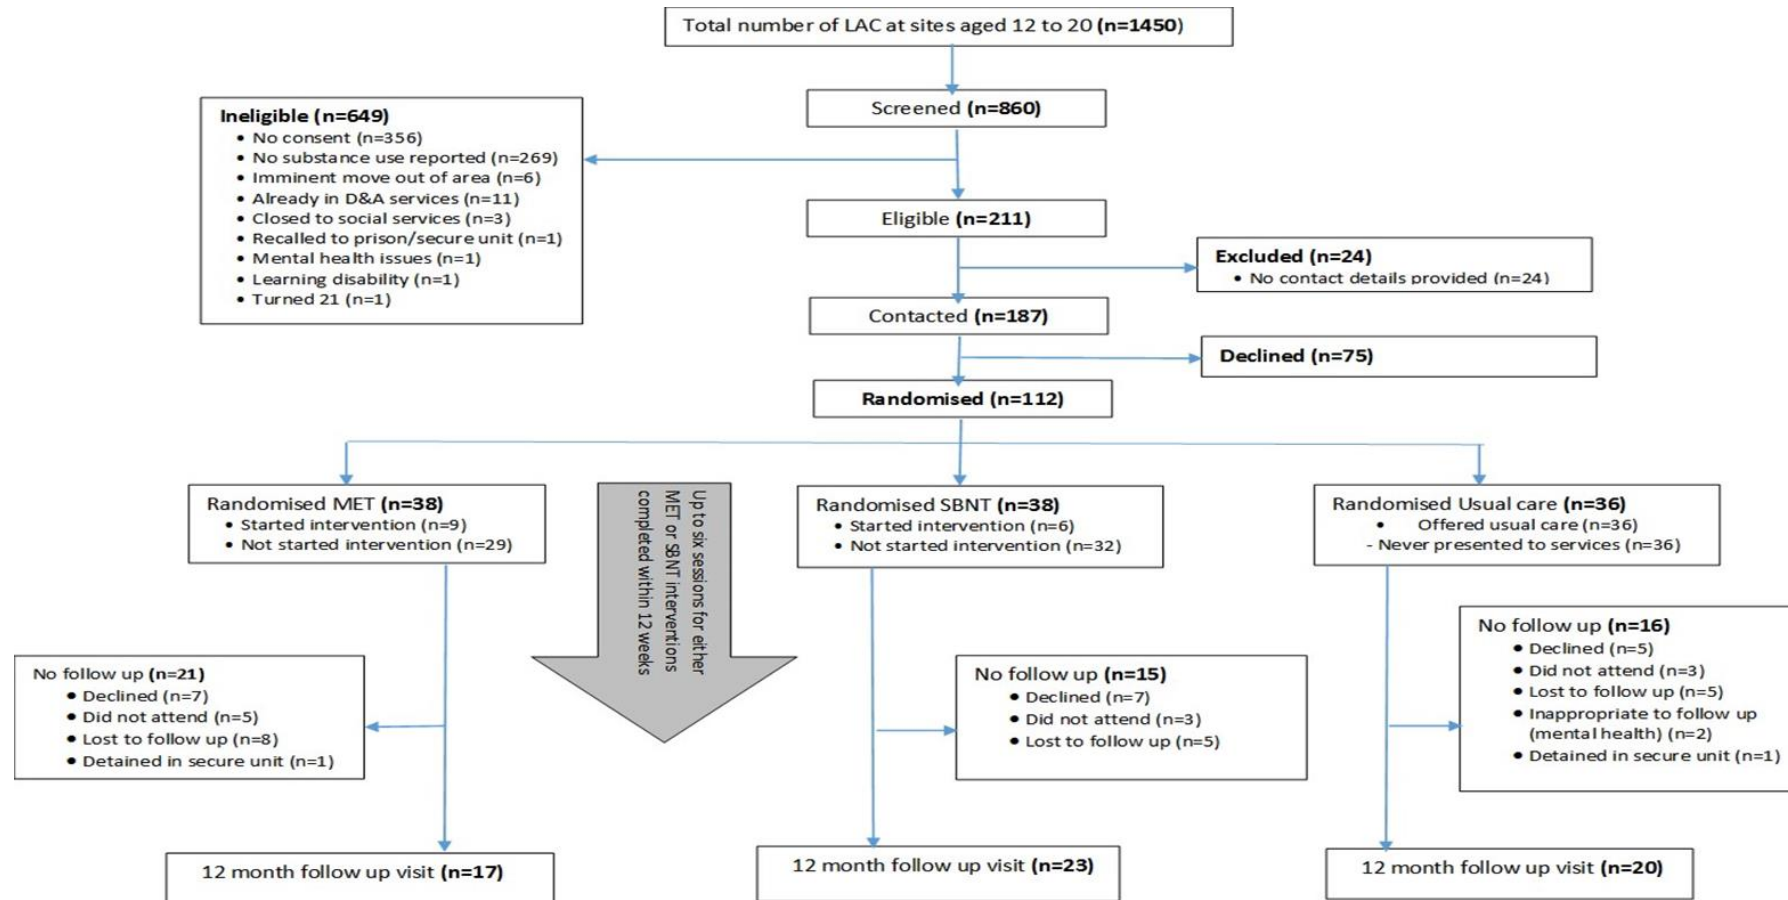 Total number of LAC at sites aged 12 to 20 (n=1450)
Screened (n=860)
Ineligible (n=649)
• No consent (n=356)
• No substance use reported (n=269)
• Imminent move out of area (n=6)
• Already in D&A services (n=11)
• Closed to social services (n=3)
• Recalled to prison/secure unit (n=1)
• Mental health issues (n=1)
• Learning disability (n=1)
• Turned 21 (n=1)
Eligible (n=211)
Excluded (n=24)
• No contact details provided (n=24)
Contacted (n=187)
Declined (n=75)
Randomised (n=112)
Randomised MET (n=38)
• Started intervention (n=9)
• Not started intervention (n=29)
Up to six sessions for either
MET or SBNT interventions
completed within 12 weeks
Randomised SBNT (n=38)
• Started intervention (n=6)
• Not started intervention (n=32)
Randomised Usual care (n=36)
• Offered usual care (n=36)
- Never presented to services (n=36)
No follow up (n=21)
• Declined (n=7)
• Did not attend (n=5)
• Lost to follow up (n=8)
• Detained in secure unit (n=1)
No follow up (n=15)
• Declined (n=7)
• Did not attend (n=3)
• Lost to follow up (n=5)
No follow up (n=16)
• Declined (n=5)
• Did not attend (n=3)
• Lost to follow up (n=5)
• Inappropriate to follow up
(mental health) (n=2)
• Detained in secure unit (n=1)
12 month follow up visit (n=17)
12 month follow up visit (n=23)
12 month follow up visit (n=20)